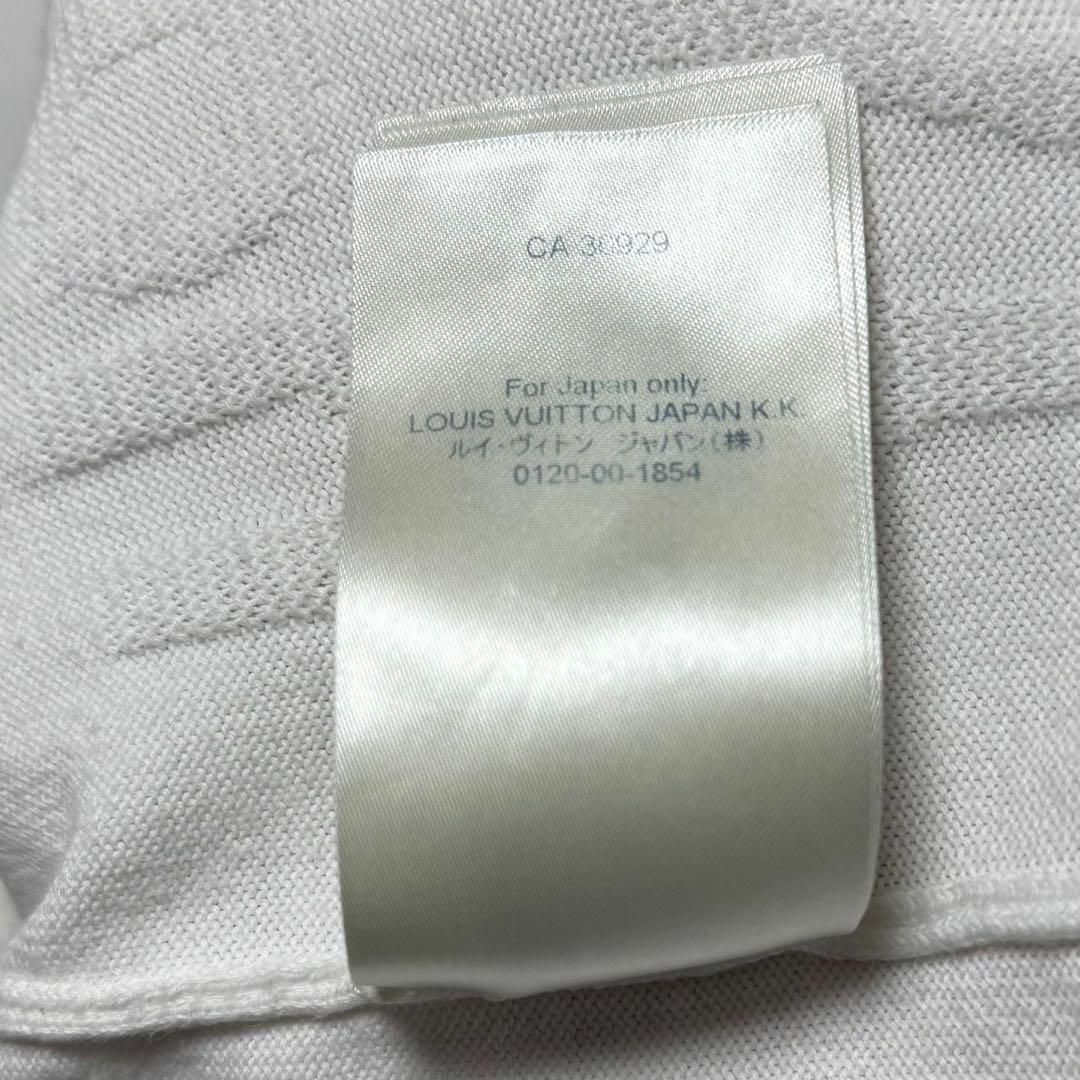 CA 30929
For Japan only:
LOUIS VUITTON JAPAN K.K.
ルイ・ヴィトン ジャパン(株)
0120-00-1854